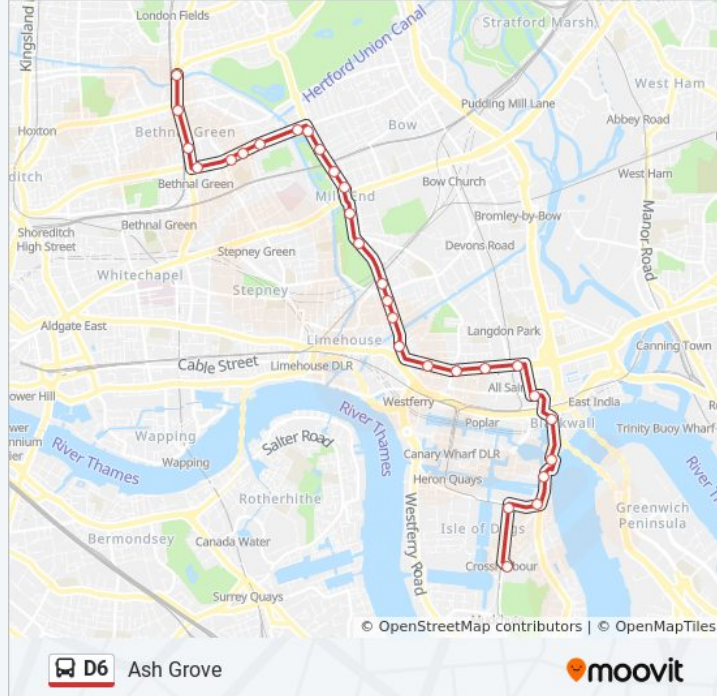 London Fields
Stratford Marsh
Kingsland
Hertford Union Canal
West Ham
Pudding Mill Lane
Abbey Road
Hoxton
Bethnal Green
Bow
ditch
Bethnal Green
Bow Church
West Ham
Mile End
Bethnal Green
Shoreditch
High Street
Stepney Green
Bromley-by-Bow
Manor Road
Devons Road
Whitechapel
Stepney
Aldgate East
Limehouse
Langdon Park
Canning Town
Cable Street
Limehouse DLR
All Sain
ower Hill
Westferry
East India
River Thames
Poplar
Blackwall
Trinity Buoy Wharf
ower
nnium
ier
Wapping
Salter Road
River Thames
Wapping
Canary Wharf DLR
Heron Quays
River T
Rotherhithe
Westferry Road
Greenwich
Peninsula
Isle of Dogs
Bermondsey
Canada Water
Crossharbour
Surrey Quays
© OpenStreetMap contributors | © OpenMapTiles
D6 Ash Grove
moovit